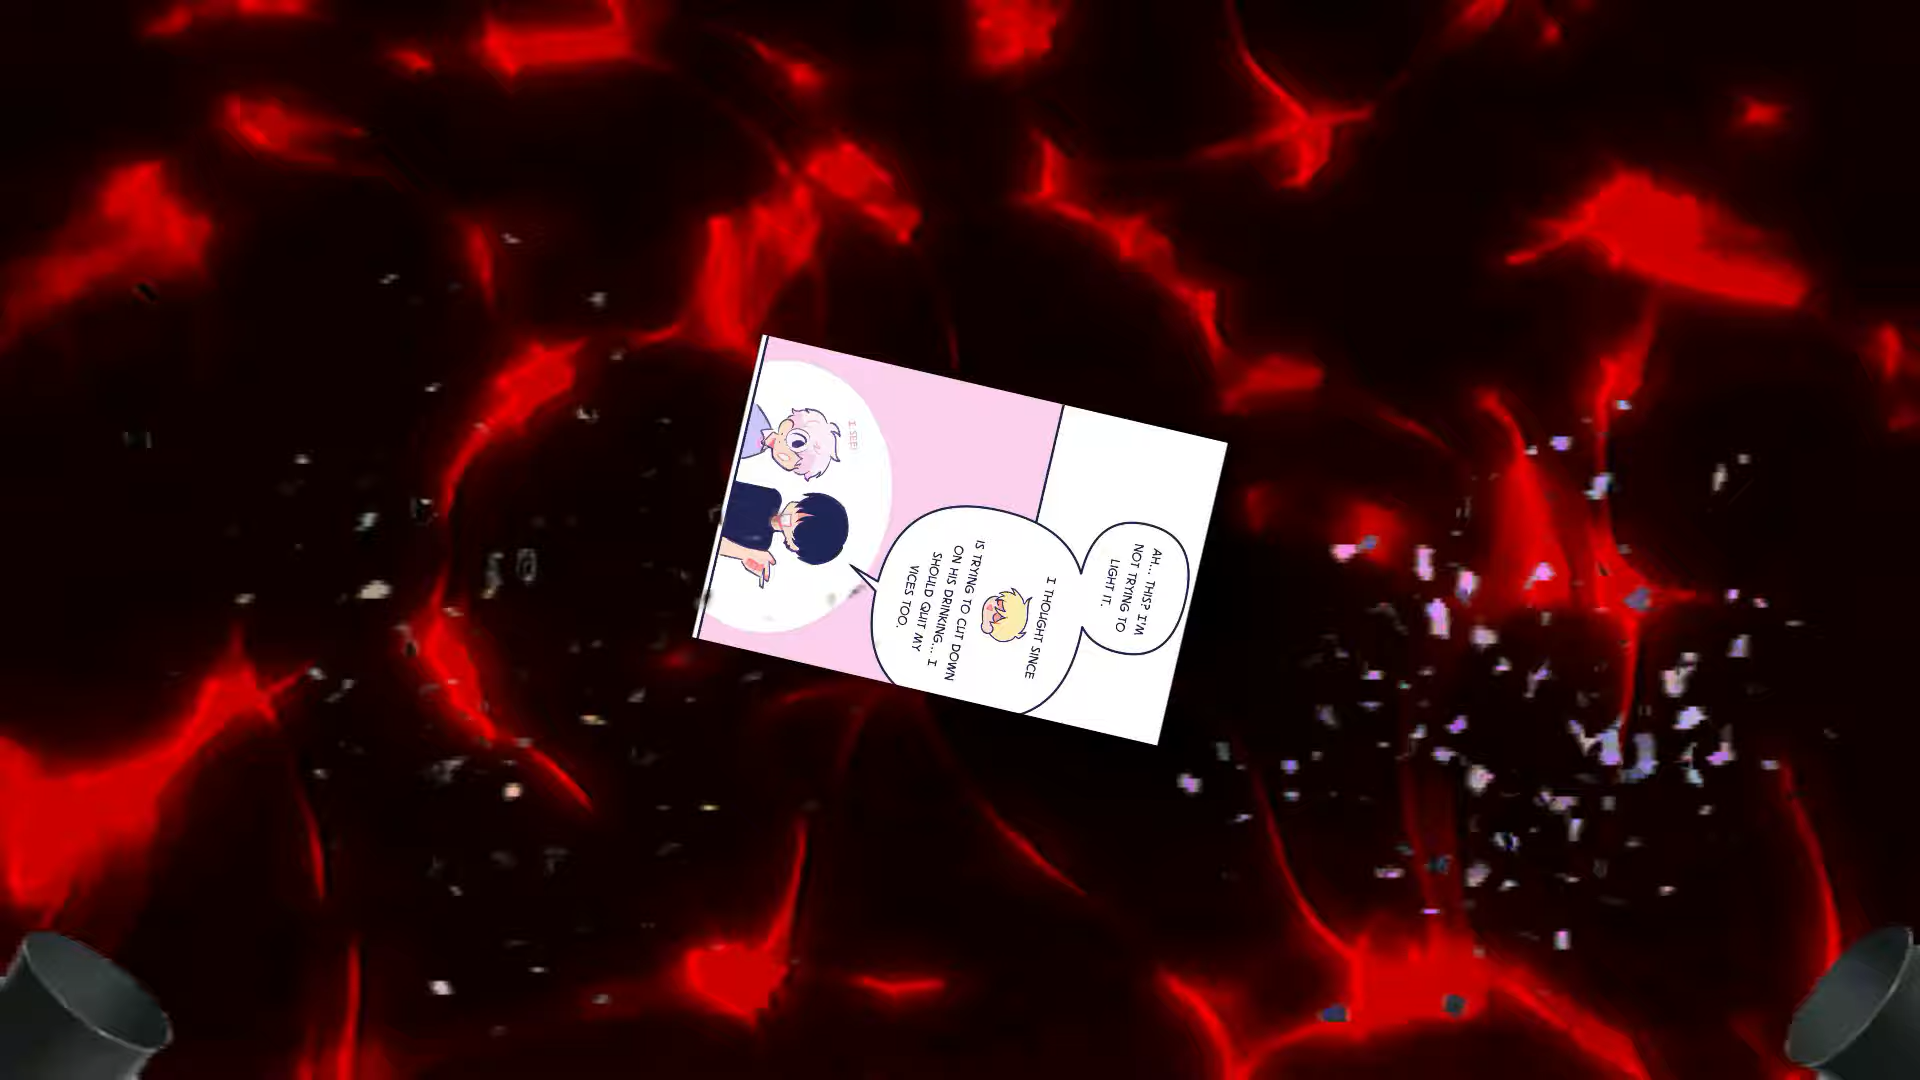 AH... THIS? I'M
NOT TRYING TO
LIGHT IT.
I THOUGHT SINCE
IS TRYING TO CUT DOWN
ON HIS DRINKING... I
SHOULD QUIT MY
VICES TOO.
I SEE!